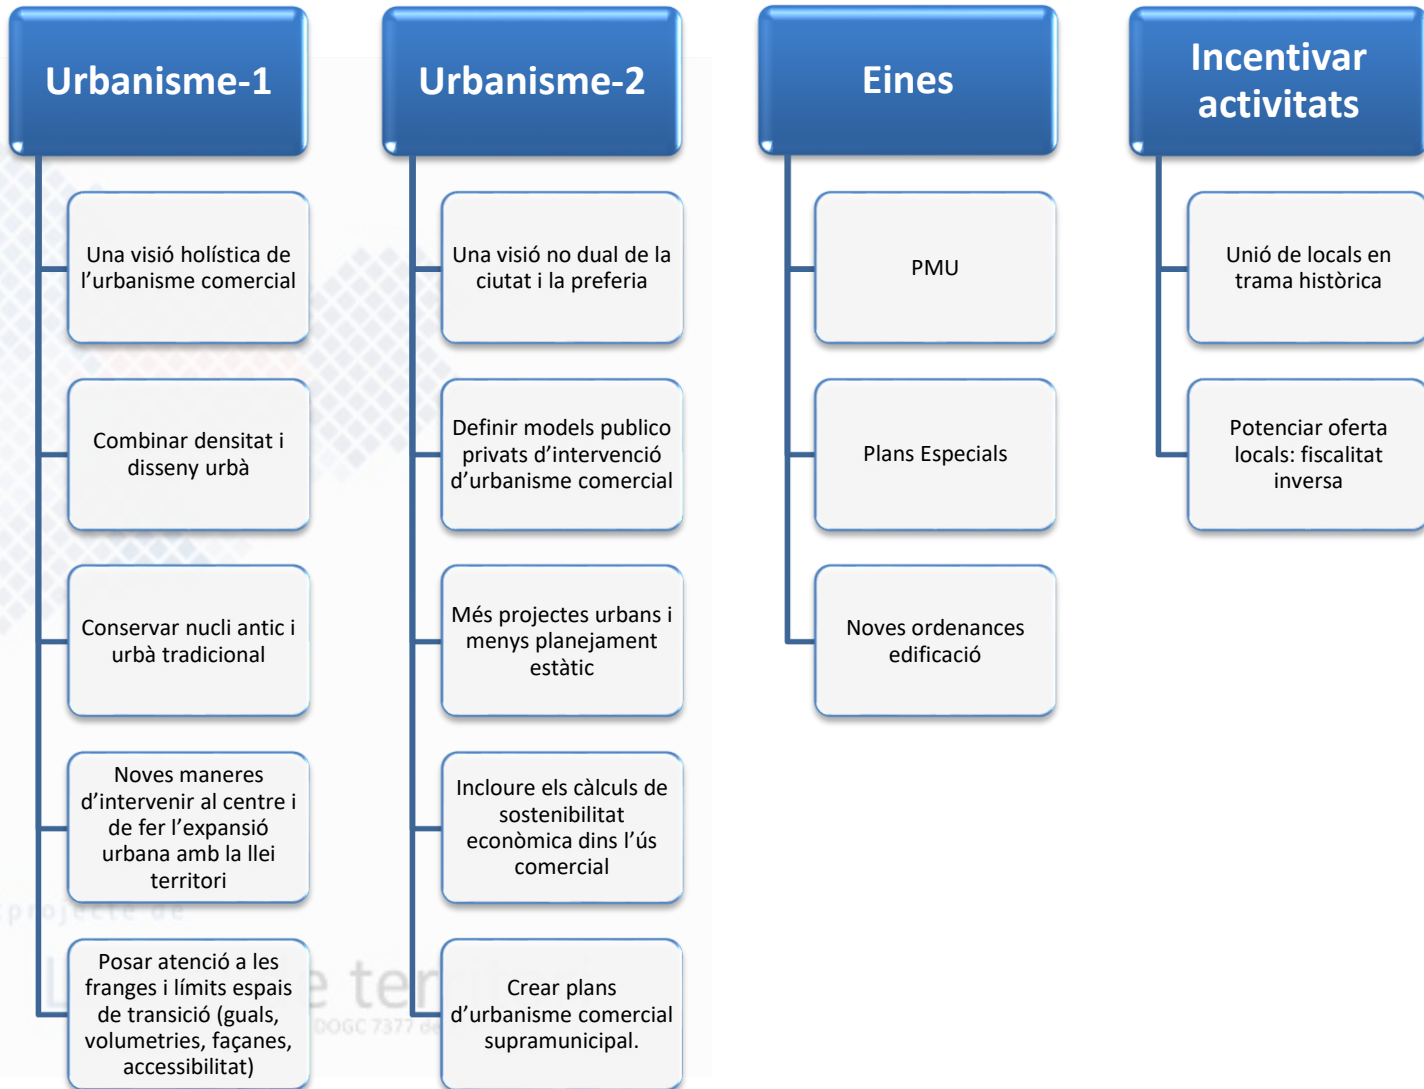 Urbanisme-1
Una visió holística de
l’urbanisme comercial
Combinar densitat i
disseny urbà
Conservar nucli antic i
urbà tradicional
Noves maneres
d’intervenir al centre i
de fer l’expansió
urbana amb la llei
territori
Posar atenció a les
franges i límits espais
de transició (guals,
volumetries, façanes,
accessibilitat)
Urbanisme-2
Una visió no dual de la
ciutat i la preferia
Definir models publico
privats d’intervenció
d’urbanisme comercial
Més projectes urbans i
menys planejament
estàtic
Incloure els càlculs de
sostenibilitat
econòmica dins l’ús
comercial
Crear plans
d’urbanisme comercial
supramunicipal.
Eines
PMU
Plans Especials
Noves ordenances
edificació
Incentivar
activitats
Unió de locals en
trama històrica
Potenciar oferta
locals: fiscalitat
inversa
projecte de
DOGC 7377 de